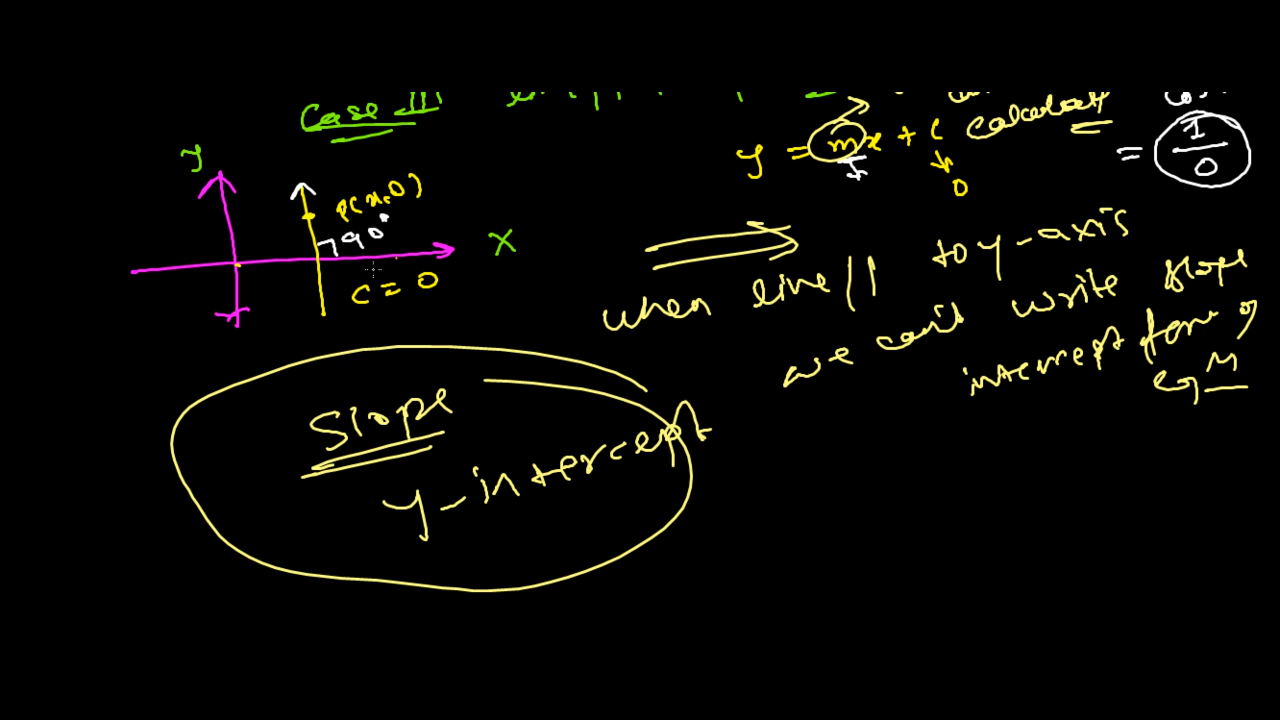 Case III
y = mx + c calculate
0
= 1/0
y
P(x,0)
90°
X
c = 0
when line || to y-axis
we can't write slope
intercept form of
eqn
Slope
y-intercept